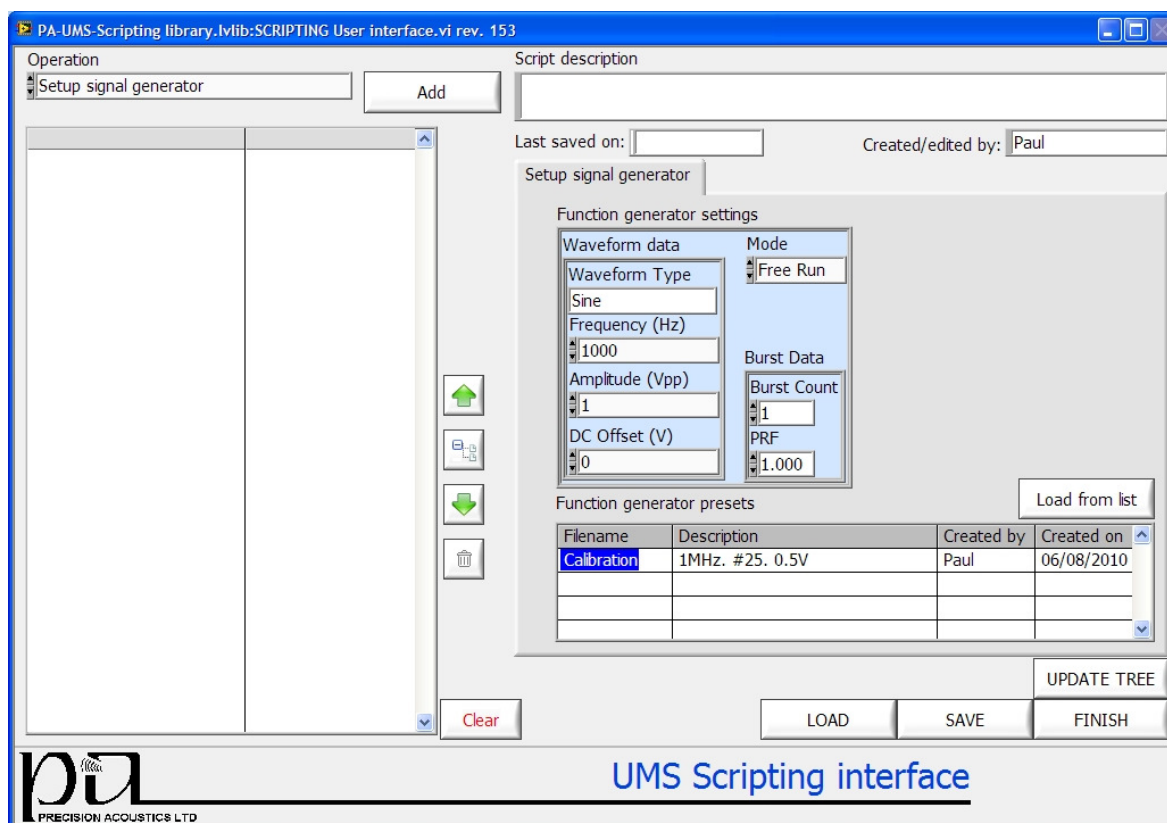 PA-UMS-Scripting library.lvlib:SCRIPTING User interface.vi rev. 153
Operation
Setup signal generator
Add
Script description
Last saved on:
Created/edited by: Paul
Setup signal generator
Function generator settings
Waveform data
Waveform Type
Sine
Frequency (Hz)
1000
Amplitude (Vpp)
1
DC Offset (V)
0
Mode
Free Run
Burst Data
Burst Count
1
PRF
1.000
Load from list
Function generator presets
Filename Description Created by Created on
Calibration 1MHz. #25. 0.5V Paul 06/08/2010
UPDATE TREE
Clear
LOAD SAVE FINISH
pa
PRECISION ACOUSTICS LTD
UMS Scripting interface